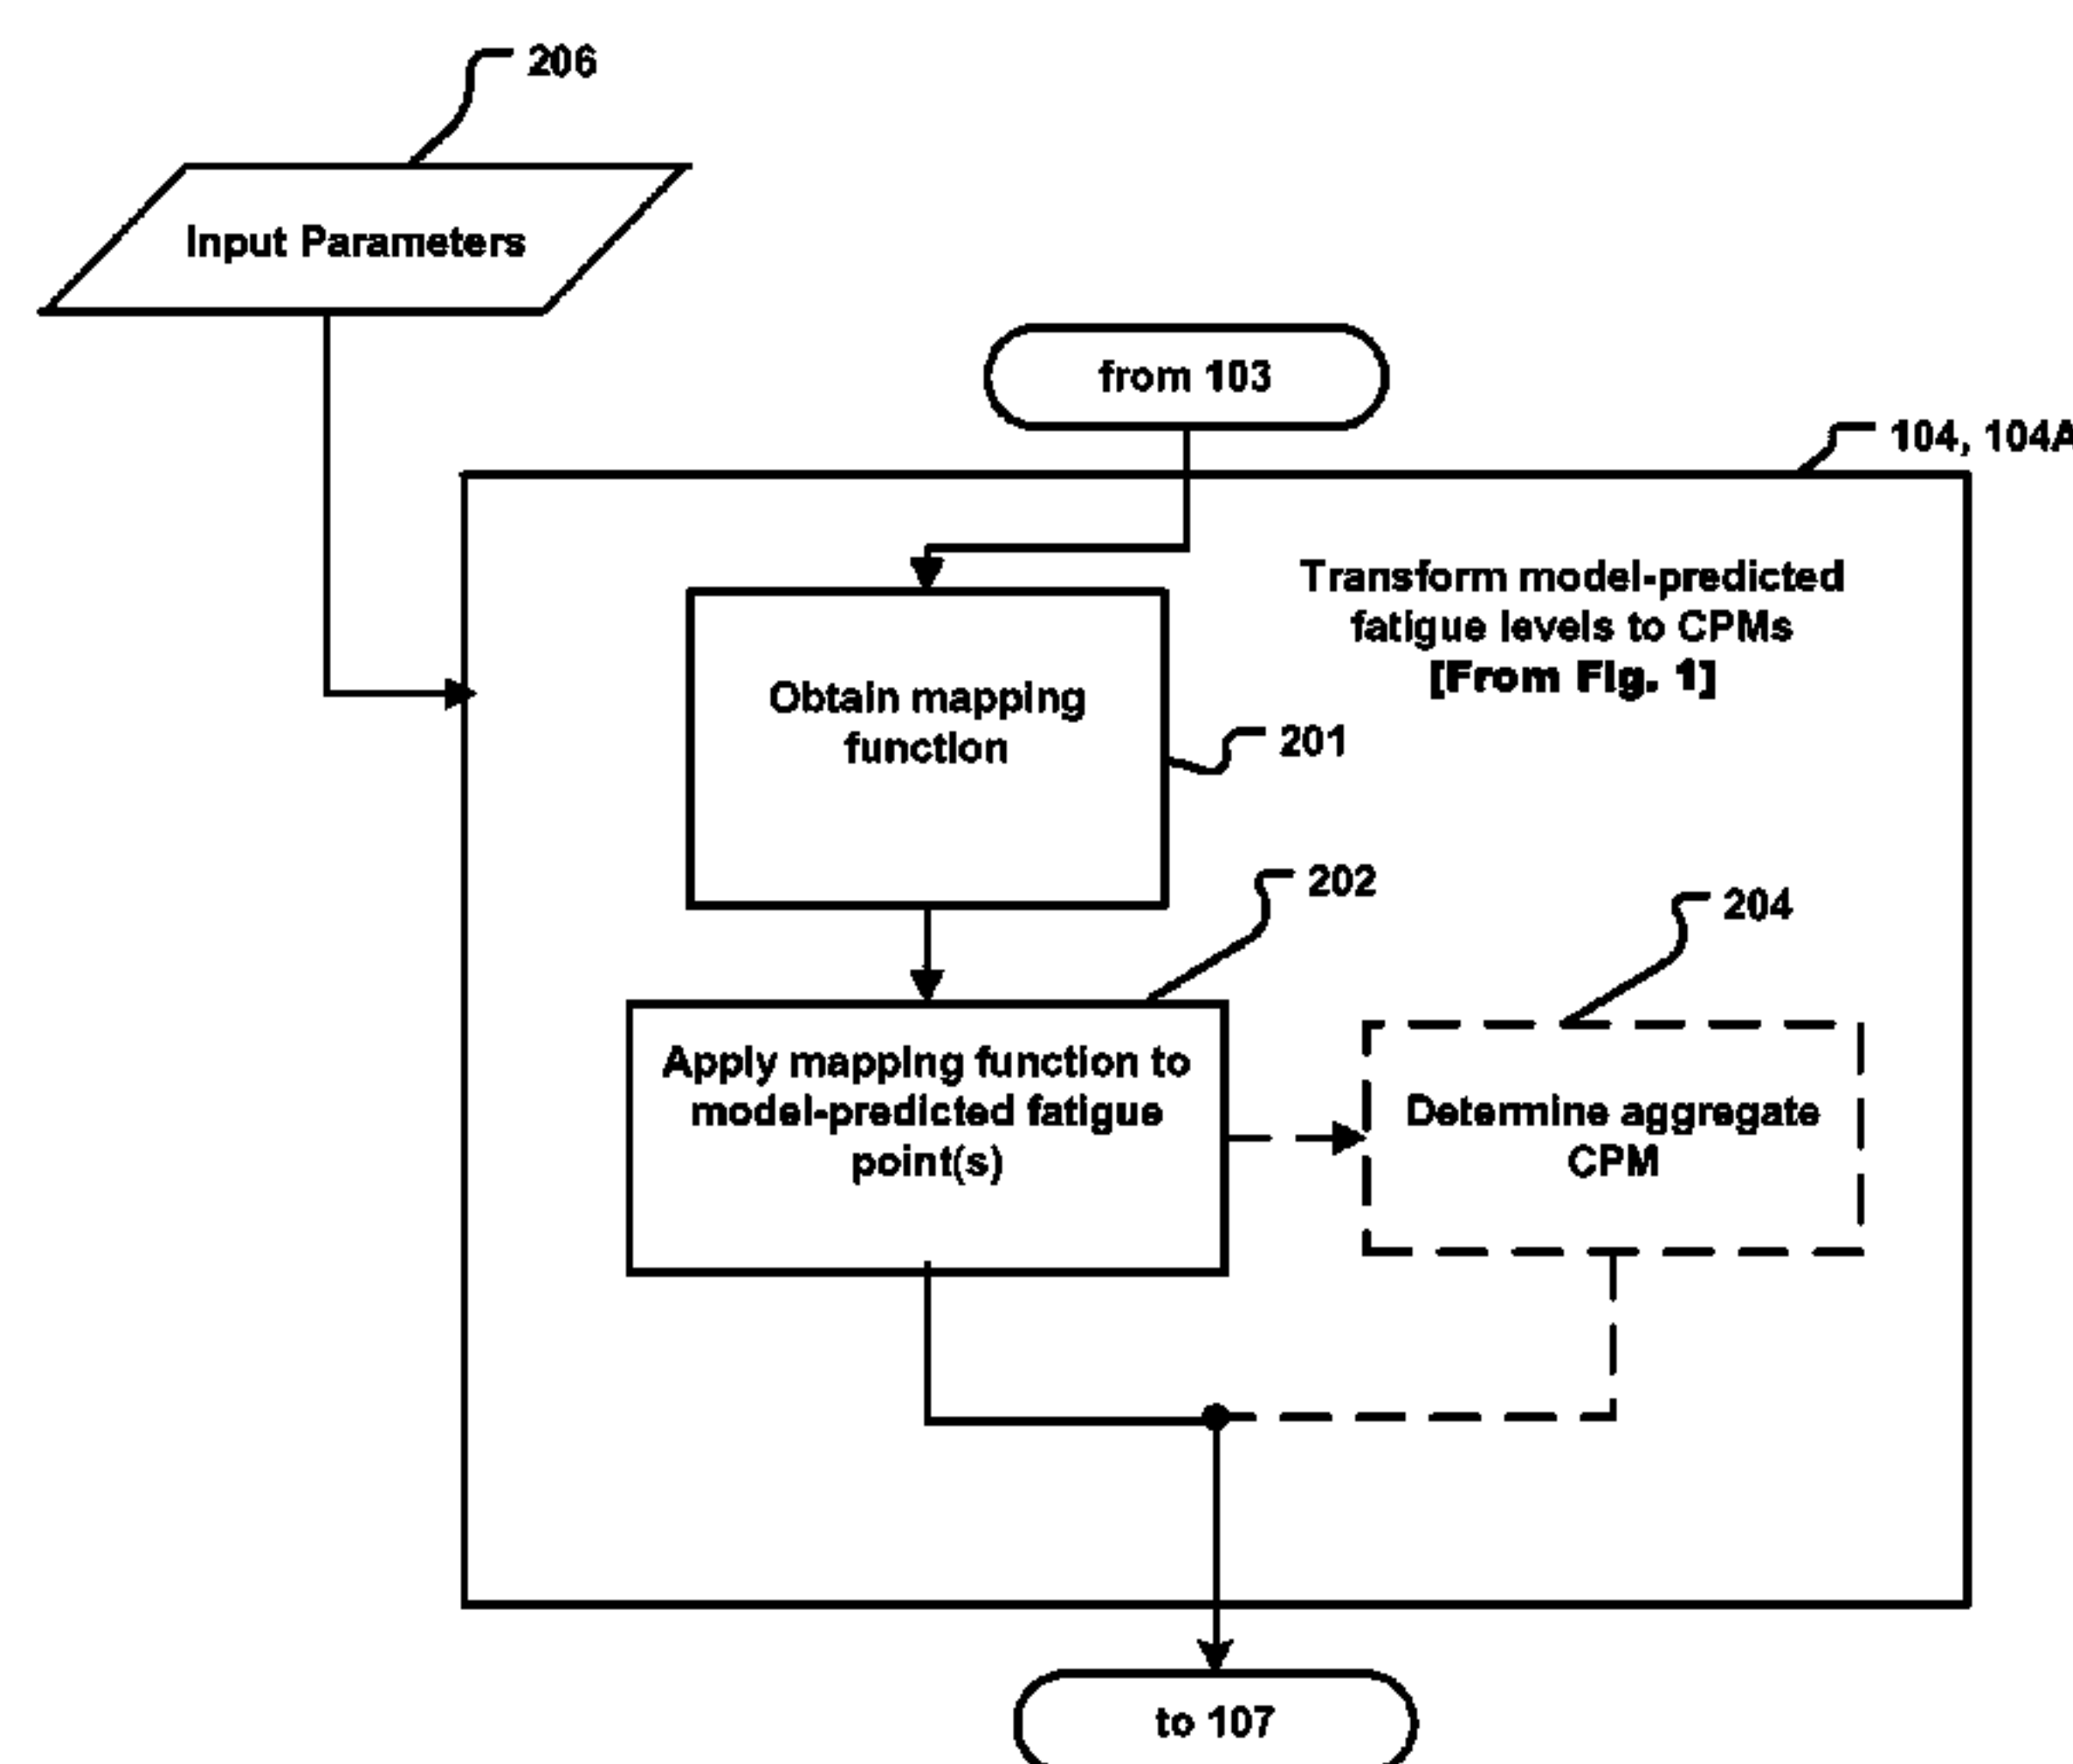 206
Input Parameters
from 103
104, 104A
Transform model-predicted
fatigue levels to CPMs
[From Fig. 1]
Obtain mapping
function
201
202
204
Apply mapping function to
model-predicted fatigue
point(s)
Determine aggregate
CPM
to 107